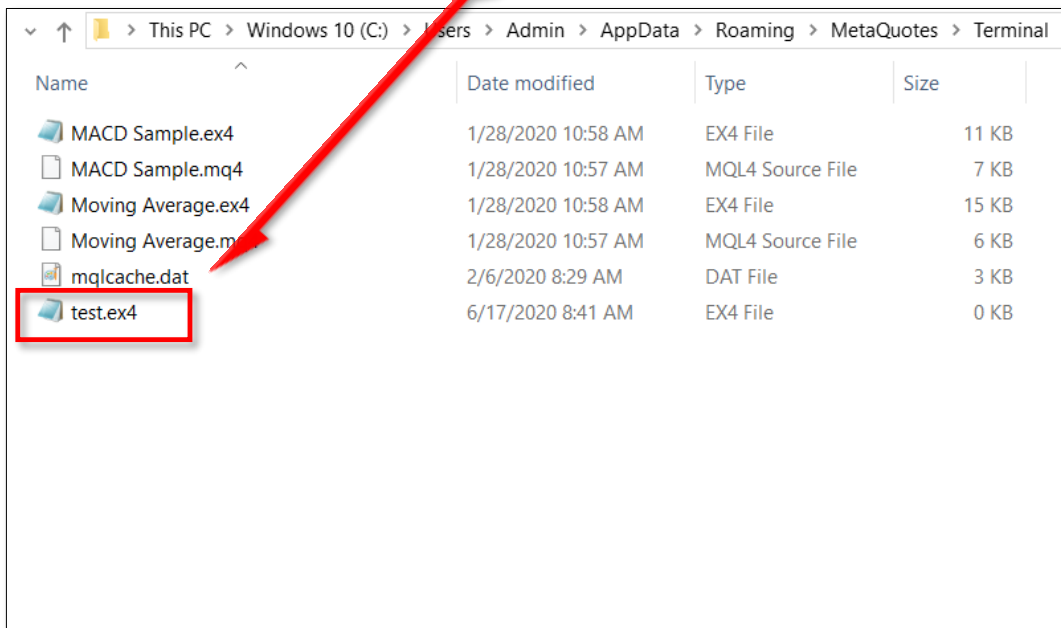 This PC > Windows 10 (C:) > Users > Admin > AppData > Roaming > MetaQuotes > Terminal
Name Date modified Type Size
MACD Sample.ex4 1/28/2020 10:58 AM EX4 File 11 KB
MACD Sample.mq4 1/28/2020 10:57 AM MQL4 Source File 7 KB
Moving Average.ex4 1/28/2020 10:58 AM EX4 File 15 KB
Moving Average.m 1/28/2020 10:57 AM MQL4 Source File 6 KB
mqlcache.dat 2/6/2020 8:29 AM DAT File 3 KB
test.ex4 6/17/2020 8:41 AM EX4 File 0 KB